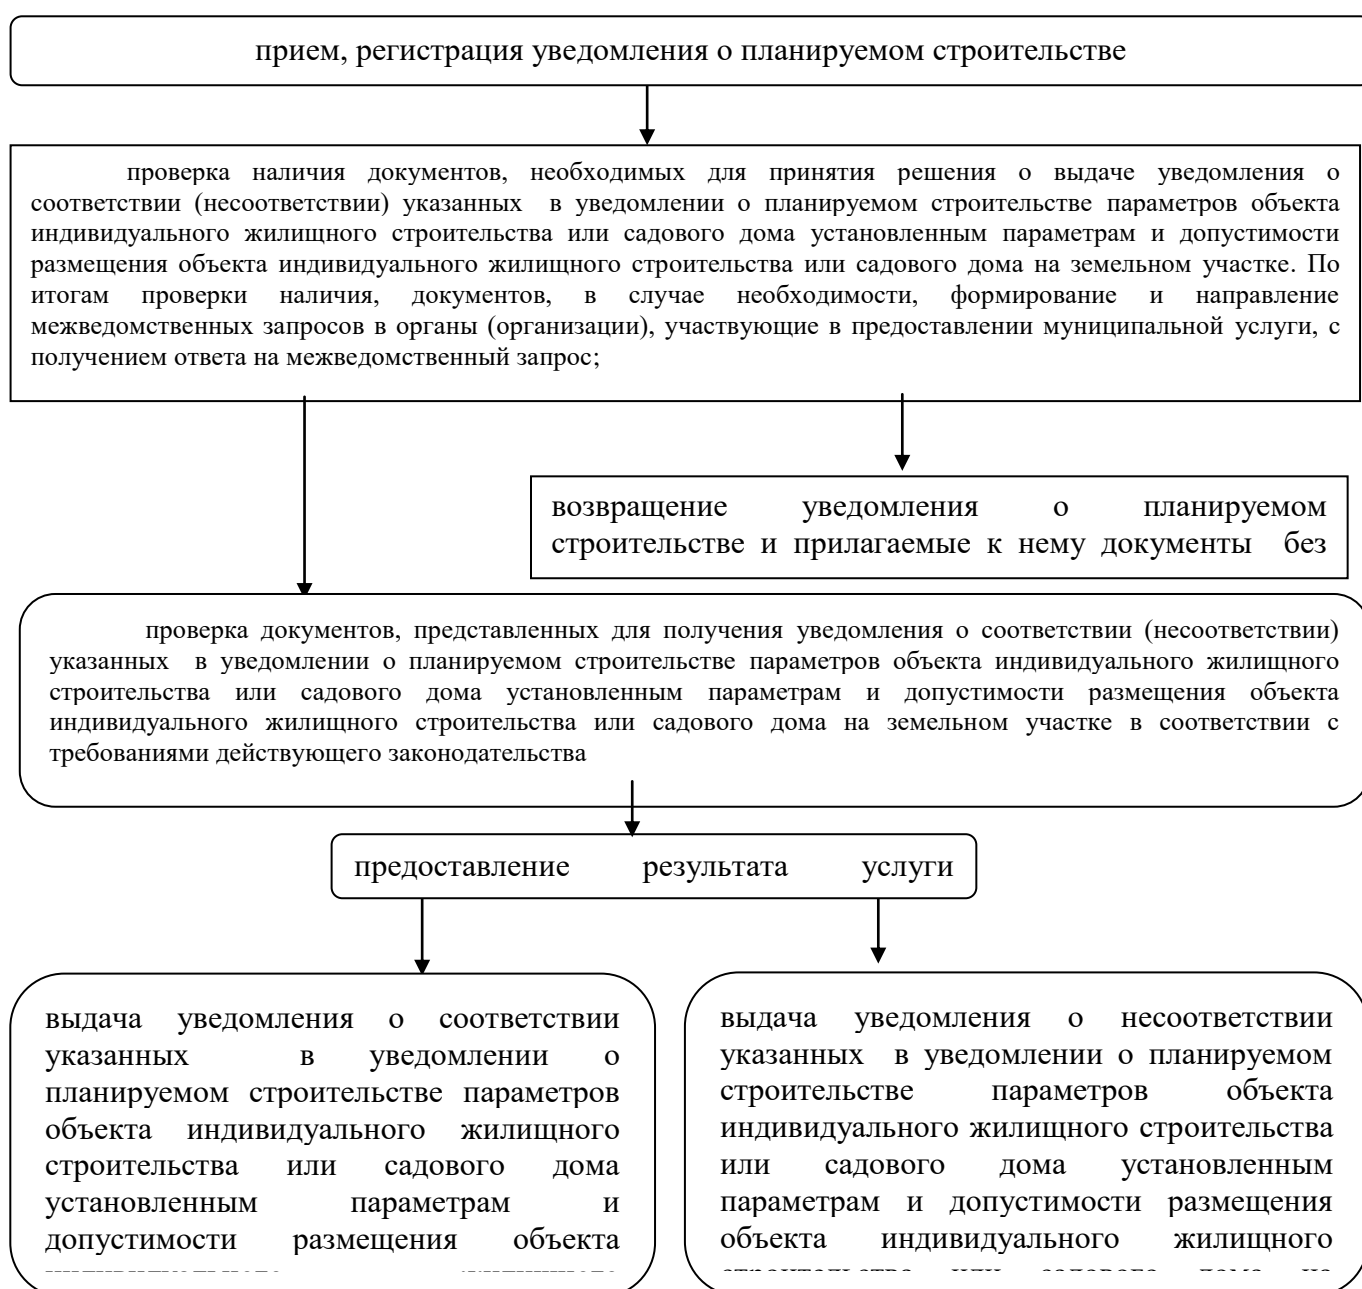 прием, регистрация уведомления о планируемом строительстве
проверка наличия документов, необходимых для принятия решения о выдаче уведомления о
соответствии (несоответствии) указанных в уведомлении о планируемом строительстве параметров объекта
индивидуального жилищного строительства или садового дома установленным параметрам и допустимости
размещения объекта индивидуального жилищного строительства или садового дома на земельном участке. По
итогам проверки наличия, документов, в случае необходимости, формирование и направление
межведомственных запросов в органы (организации), участвующие в предоставлении муниципальной услуги, с
получением ответа на межведомственный запрос;
возвращение уведомления о планируемом
строительстве и прилагаемые к нему документы без
проверка документов, представленных для получения уведомления о соответствии (несоответствии)
указанных в уведомлении о планируемом строительстве параметров объекта индивидуального жилищного
строительства или садового дома установленным параметрам и допустимости размещения объекта
индивидуального жилищного строительства или садового дома на земельном участке в соответствии с
требованиями действующего законодательства
предоставление результата услуги
выдача уведомления о соответствии
указанных в уведомлении о
планируемом строительстве параметров
объекта индивидуального жилищного
строительства или садового дома
установленным параметрам и
допустимости размещения объекта
выдача уведомления о несоответствии
указанных в уведомлении о планируемом
строительстве параметров объекта
индивидуального жилищного строительства
или садового дома установленным
параметрам и допустимости размещения
объекта индивидуального жилищного
строительства или садового дома на